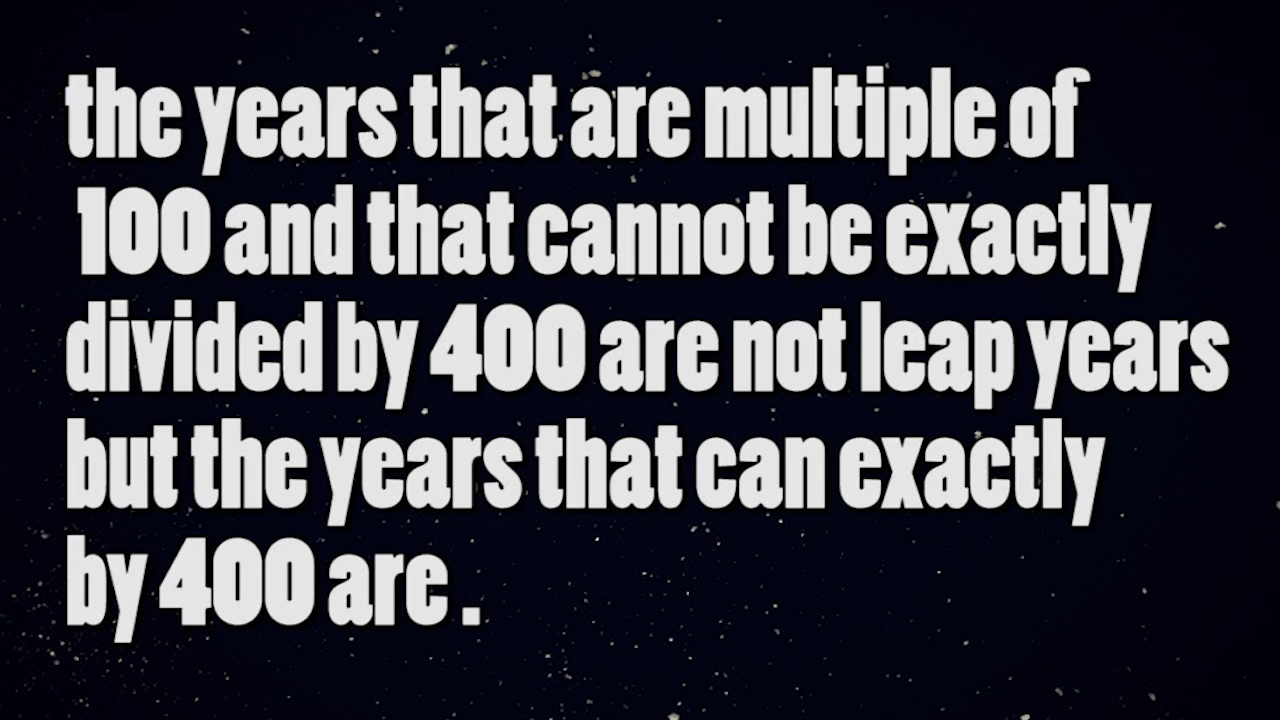 the years that are multiple of
100 and that cannot be exactly
divided by 400 are not leap years
but the years that can exactly
by 400 are .